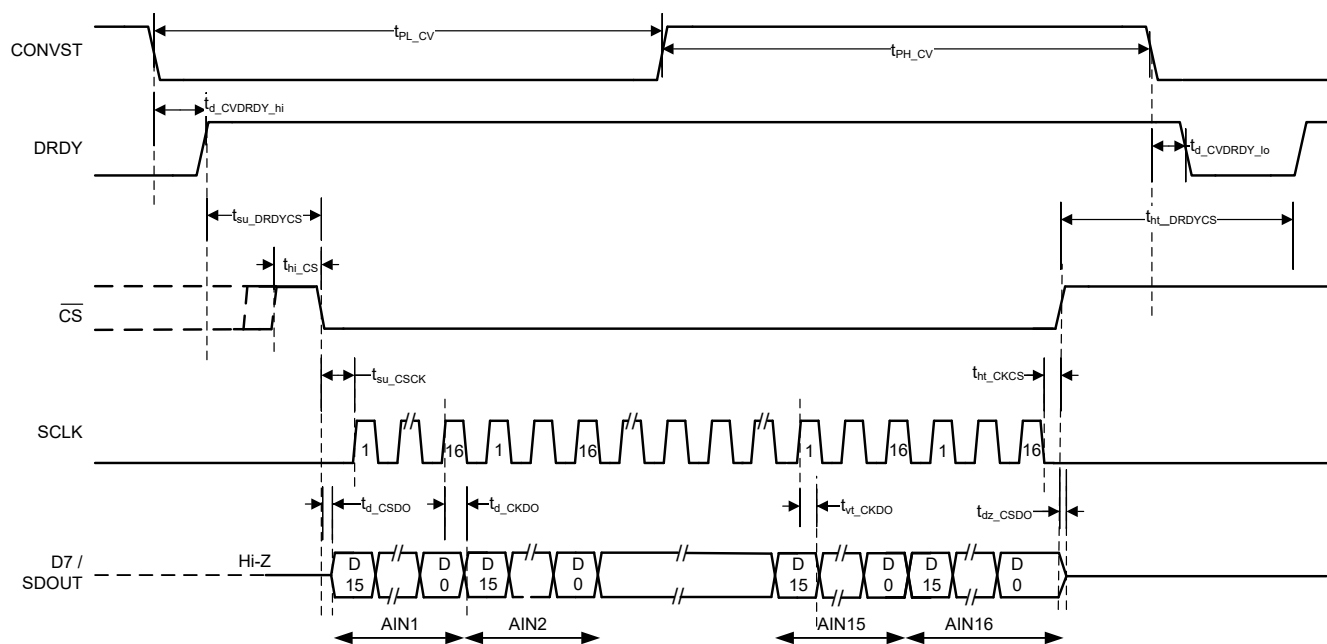 CONVST
tPL_CV
tPH_CV
td_CVDRDY_hi
DRDY
td_CVDRDY_lo
tsu_DRDYCS
tht_DRDYCS
thi_CS
CS
tsu_CSCK
tht_CKCS
SCLK
1 16 1 16 1 16 1 16
td_CSDO
td_CKDO
tvt_CKDO
tdz_CSDO
D7 /
SDOUT
Hi-Z
D D D D D D D D
15 0 15 0 15 0 15 0
AIN1 AIN2 AIN15 AIN16